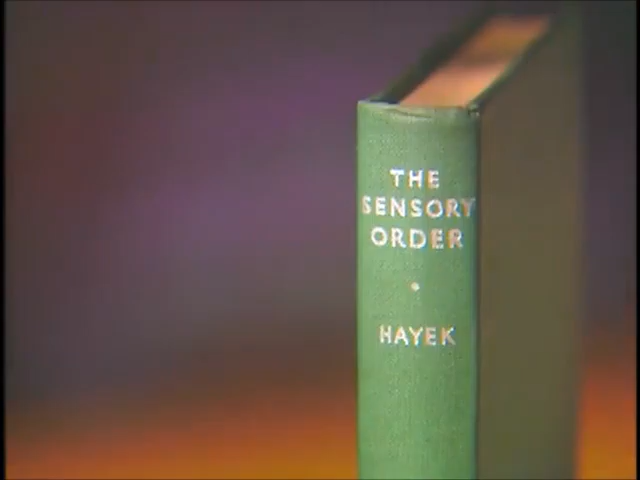 THE
SENSORY
ORDER
•
HAYEK